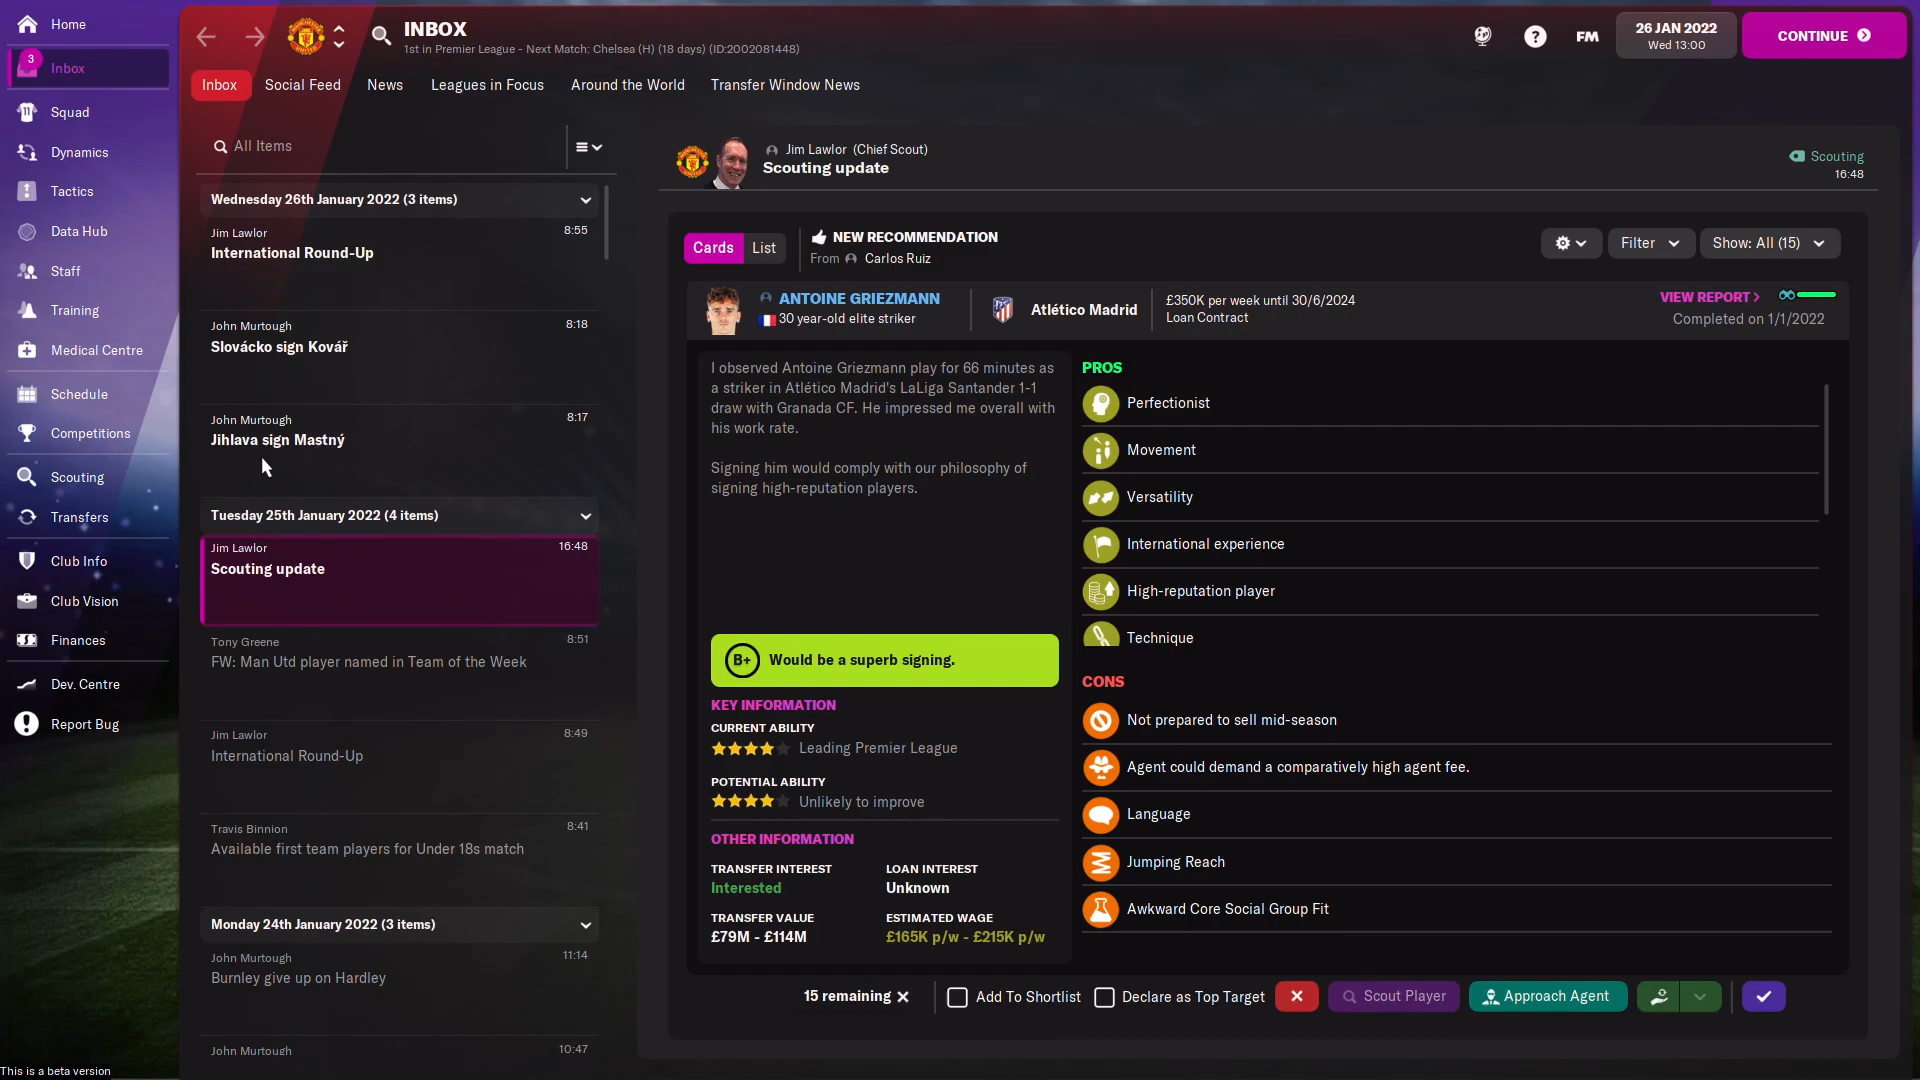 Home
3
Inbox
Squad
Dynamics
Tactics
Data Hub
Staff
Training
Medical Centre
Schedule
Competitions
Scouting
Transfers
Club Info
Club Vision
Finances
Dev. Centre
Report Bug
This is a beta version
INBOX
1st in Premier League - Next Match: Chelsea (H) (18 days) (ID:2002081448)
FM
26 JAN 2022
Wed 13:00
CONTINUE
Inbox
Social Feed
News
Leagues in Focus
Around the World
Transfer Window News
All Items
Wednesday 26th January 2022 (3 items)
Jim Lawlor 8:55
International Round-Up
John Murtough 8:18
Slovácko sign Kovář
John Murtough 8:17
Jihlava sign Mastný
Tuesday 25th January 2022 (4 items)
Jim Lawlor 16:48
Scouting update
Tony Greene 8:51
FW: Man Utd player named in Team of the Week
Jim Lawlor 8:49
International Round-Up
Travis Binnion 8:41
Available first team players for Under 18s match
Monday 24th January 2022 (3 items)
John Murtough 11:14
Burnley give up on Hardley
John Murtough 10:47
Jim Lawlor (Chief Scout)
Scouting update
Scouting
16:48
Cards List
NEW RECOMMENDATION
From Carlos Ruiz
Filter
Show: All (15)
ANTOINE GRIEZMANN
30 year-old elite striker
Atlético Madrid
£350K per week until 30/6/2024
Loan Contract
VIEW REPORT >
Completed on 1/1/2022
I observed Antoine Griezmann play for 66 minutes as
a striker in Atlético Madrid's LaLiga Santander 1-1
draw with Granada CF. He impressed me overall with
his work rate.
Signing him would comply with our philosophy of
signing high-reputation players.
B+ Would be a superb signing.
KEY INFORMATION
CURRENT ABILITY
Leading Premier League
POTENTIAL ABILITY
Unlikely to improve
OTHER INFORMATION
TRANSFER INTEREST LOAN INTEREST
Interested Unknown
TRANSFER VALUE ESTIMATED WAGE
£79M - £114M £165K p/w - £215K p/w
PROS
Perfectionist
Movement
Versatility
International experience
High-reputation player
Technique
CONS
Not prepared to sell mid-season
Agent could demand a comparatively high agent fee.
Language
Jumping Reach
Awkward Core Social Group Fit
15 remaining
Add To Shortlist
Declare as Top Target
Scout Player
Approach Agent